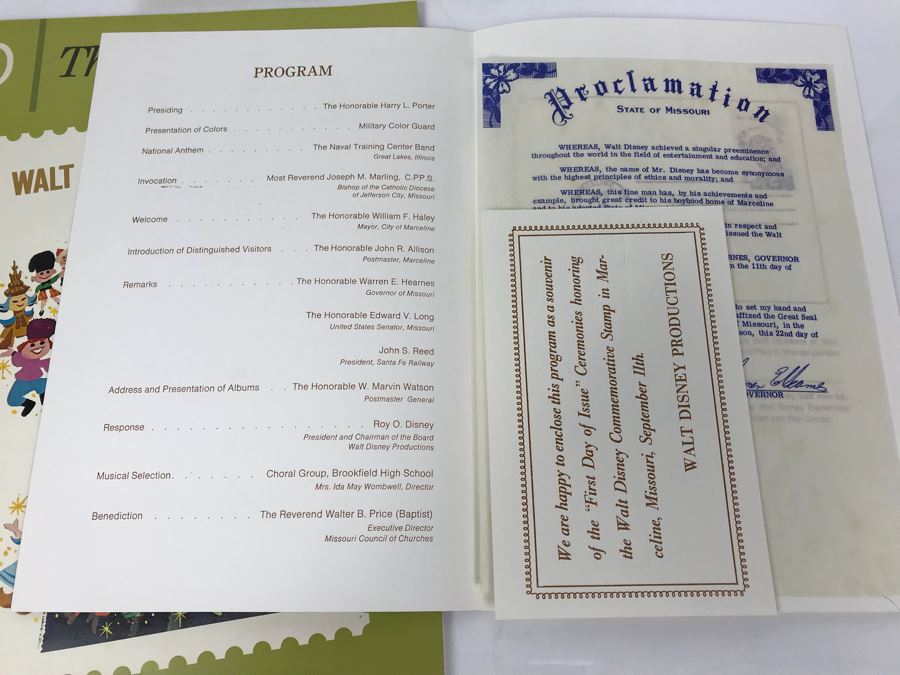 Th
WALT
PROGRAM
Presiding . . . . . . . . . . . . The Honorable Harry L. Porter
Presentation of Colors . . . . . . . . . . . Military Color Guard
National Anthem . . . . . . . . . . The Naval Training Center Band
Great Lakes, Illinois
Invocation . . . . . . . . Most Reverend Joseph M. Marling, C.P.P.S.
Bishop of the Catholic Diocese
of Jefferson City, Missouri
Welcome . . . . . . . . . . . The Honorable William F. Haley
Mayor, City of Marceline
Introduction of Distinguished Visitors . . . . The Honorable John R. Allison
Postmaster, Marceline
Remarks . . . . . . . . . . . The Honorable Warren E. Hearnes
Governor of Missouri
The Honorable Edward V. Long
United States Senator, Missouri
John S. Reed
President, Santa Fe Railway
Address and Presentation of Albums . . The Honorable W. Marvin Watson
Postmaster General
Response . . . . . . . . . . . . . . . Roy O. Disney
President and Chairman of the Board
Walt Disney Productions
Musical Selection . . . . . . . Choral Group, Brookfield High School
Mrs. Ida May Wombwell, Director
Benediction . . . . . . . . The Reverend Walter B. Price (Baptist)
Executive Director
Missouri Council of Churches
Proclamation
STATE OF MISSOURI
WHEREAS, Walt Disney achieved a singular preeminence
throughout the world in the field of entertainment and education; and
WHEREAS, the name of Mr. Disney has become synonymous
with the highest principles of ethics and morality; and
WHEREAS, this fine man has, by his achievements and
example, brought great credit to his boyhood home of Marceline
and to his adopted State of
in respect and
issued the Walt
NES, GOVERNOR
the 11th day of
to set my hand and
affixed the Great Seal
of Missouri, in the
son, this 22nd day of
GOVERNOR
We are happy to enclose this program as a souvenir
of the "First Day of Issue" Ceremonies honoring
the Walt Disney Commemorative Stamp in Mar-
celine, Missouri, September 11th.
WALT DISNEY PRODUCTIONS